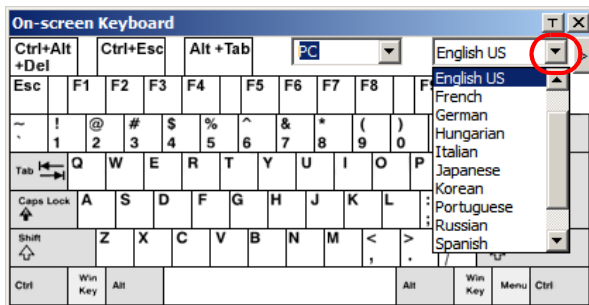 On-screen Keyboard T X
Ctrl+Alt +Del Ctrl+Esc Alt +Tab PC English US >
Esc F1 F2 F3 F4 F5 F6 F7 F8
English US
French
German
Hungarian
Italian
Japanese
Korean
Portuguese
Russian
Spanish
~ ! @ # $ % ^ & * ( )
` 1 2 3 4 5 6 7 8 9 0
Tab Q W E R T Y U I O P
Caps Lock A S D F G H J K L : ;
Shift Z X C V B N M < , > . /
Ctrl Win Key Alt Alt Win Key Menu Ctrl